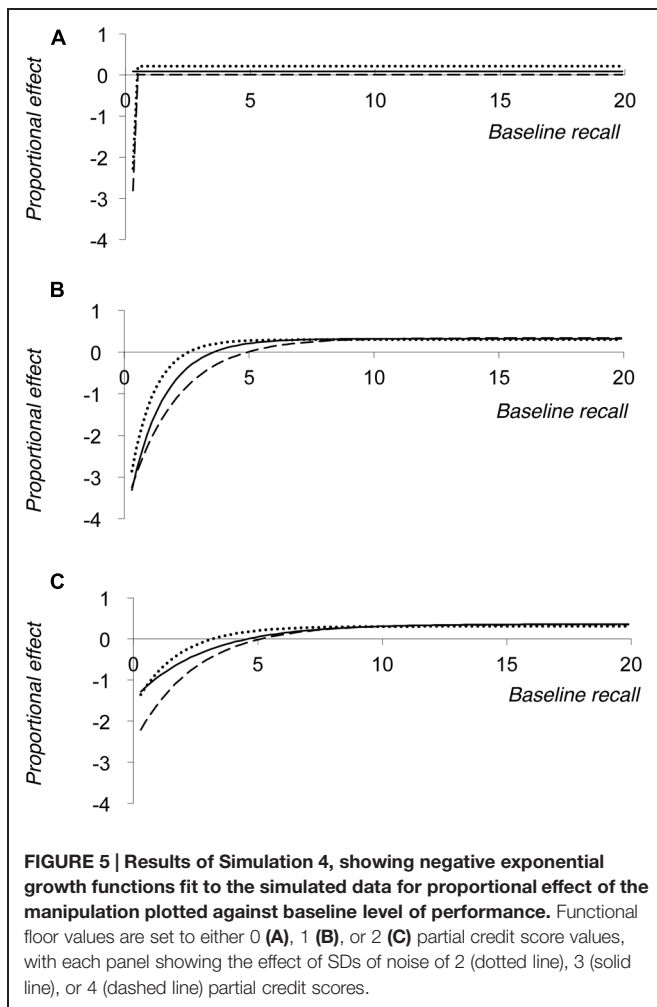 A
1
0
-1
-2
-3
-4
0
5
10
15
20
Proportional effect
Baseline recall
B
1
0
-1
-2
-3
-4
0
5
10
15
20
Proportional effect
Baseline recall
C
1
0
-1
-2
-3
-4
0
5
10
15
20
Proportional effect
Baseline recall
FIGURE 5 | Results of Simulation 4, showing negative exponential
growth functions fit to the simulated data for proportional effect of the
manipulation plotted against baseline level of performance. Functional
floor values are set to either 0 (A), 1 (B), or 2 (C) partial credit score values,
with each panel showing the effect of SDs of noise of 2 (dotted line), 3 (solid
line), or 4 (dashed line) partial credit scores.